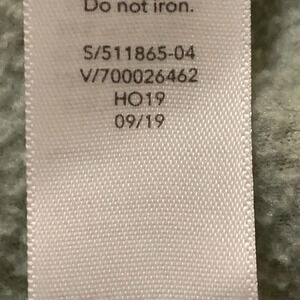 Do not iron.
S/511865-04
V/700026462
HO19
09/19